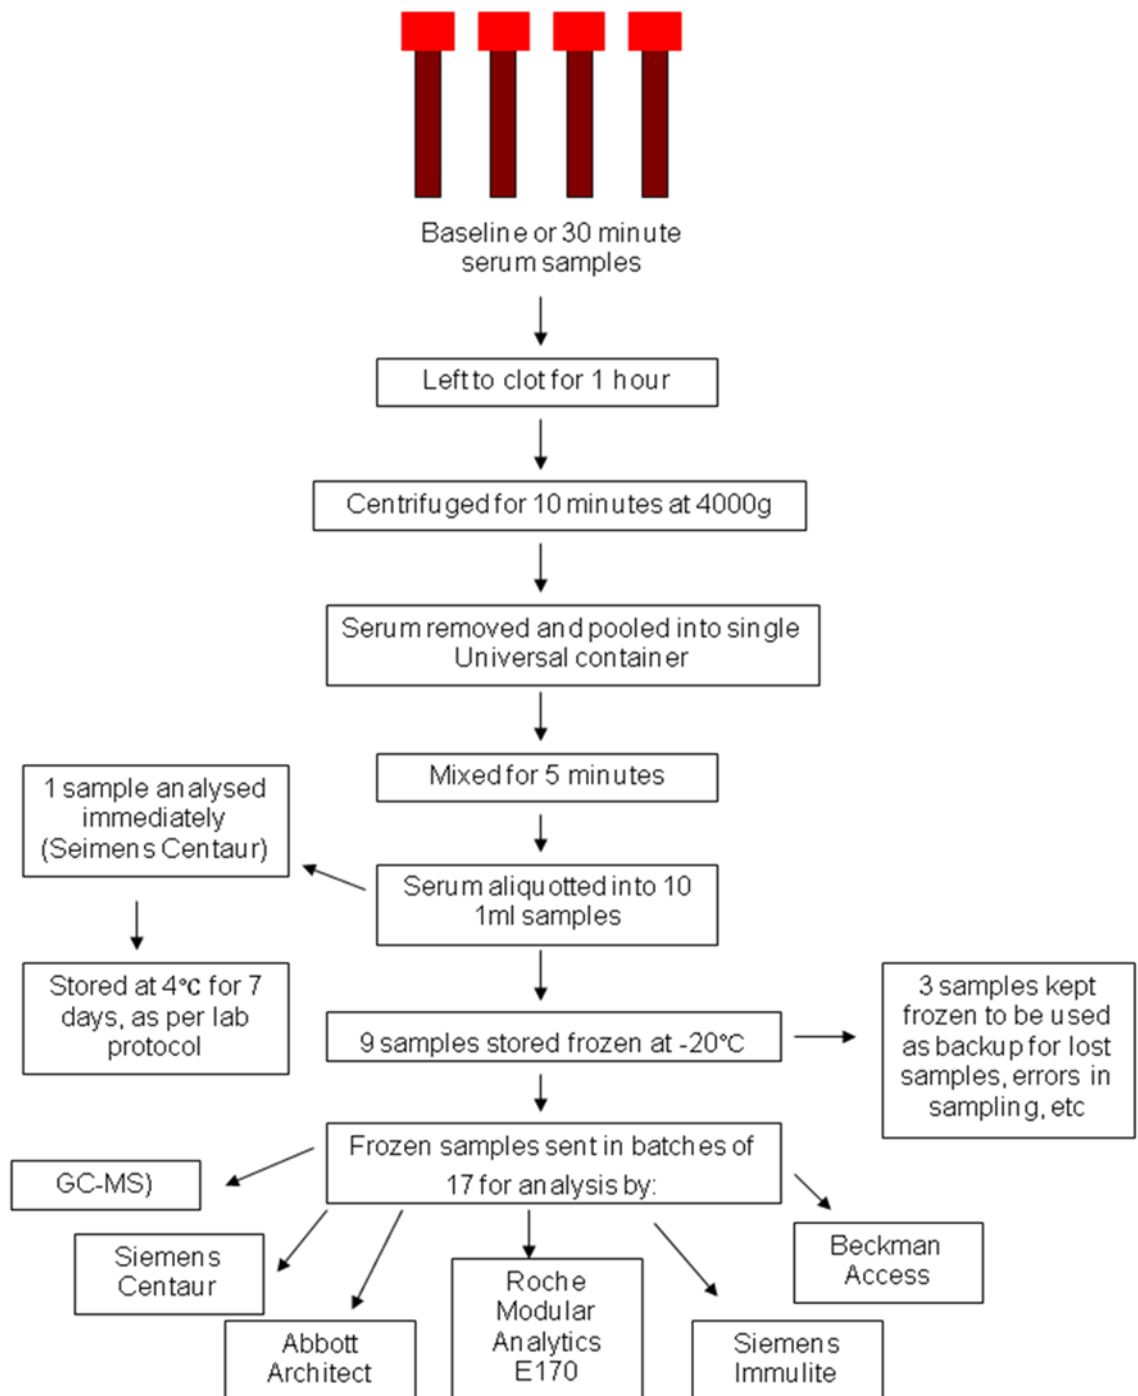 Baseline or 30 minute
serum samples
Left to clot for 1 hour
Centrifuged for 10 minutes at 4000g
Serum removed and pooled into single
Universal container
Mixed for 5 minutes
1 sample analysed
immediately
(Seimens Centaur)
Serum aliquotted into 10
1ml samples
Stored at 4°C for 7
days, as per lab
protocol
9 samples stored frozen at -20°C
3 samples kept
frozen to be used
as backup for lost
samples, errors in
sampling, etc
Frozen samples sent in batches of
17 for analysis by:
GC-MS)
Siemens
Centaur
Abbott
Architect
Roche
Modular
Analytics
E170
Siemens
Immulite
Beckman
Access